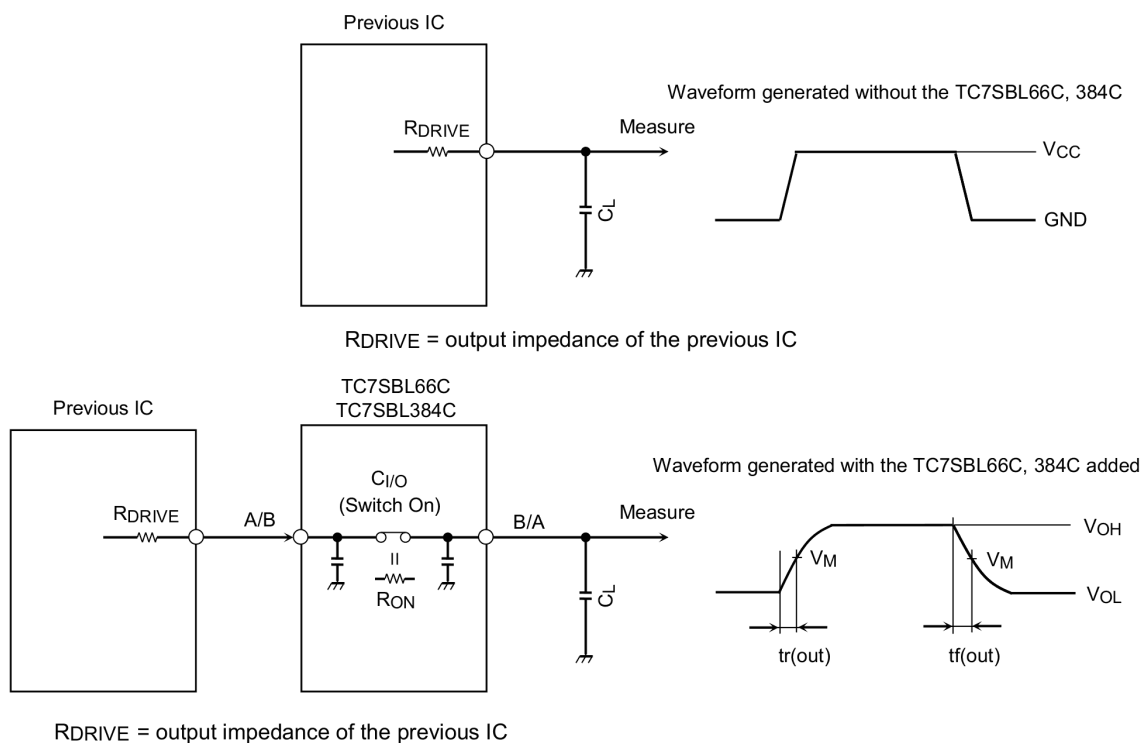 Previous IC
Waveform generated without the TC7SBL66C, 384C
RDRIVE
Measure
VCC
CL
GND
RDRIVE = output impedance of the previous IC
TC7SBL66C
TC7SBL384C
Previous IC
Waveform generated with the TC7SBL66C, 384C added
CI/O
(Switch On)
RDRIVE
A/B
B/A
Measure
VOH
VM
VM
RON
CL
VOL
tr(out)
tf(out)
RDRIVE = output impedance of the previous IC